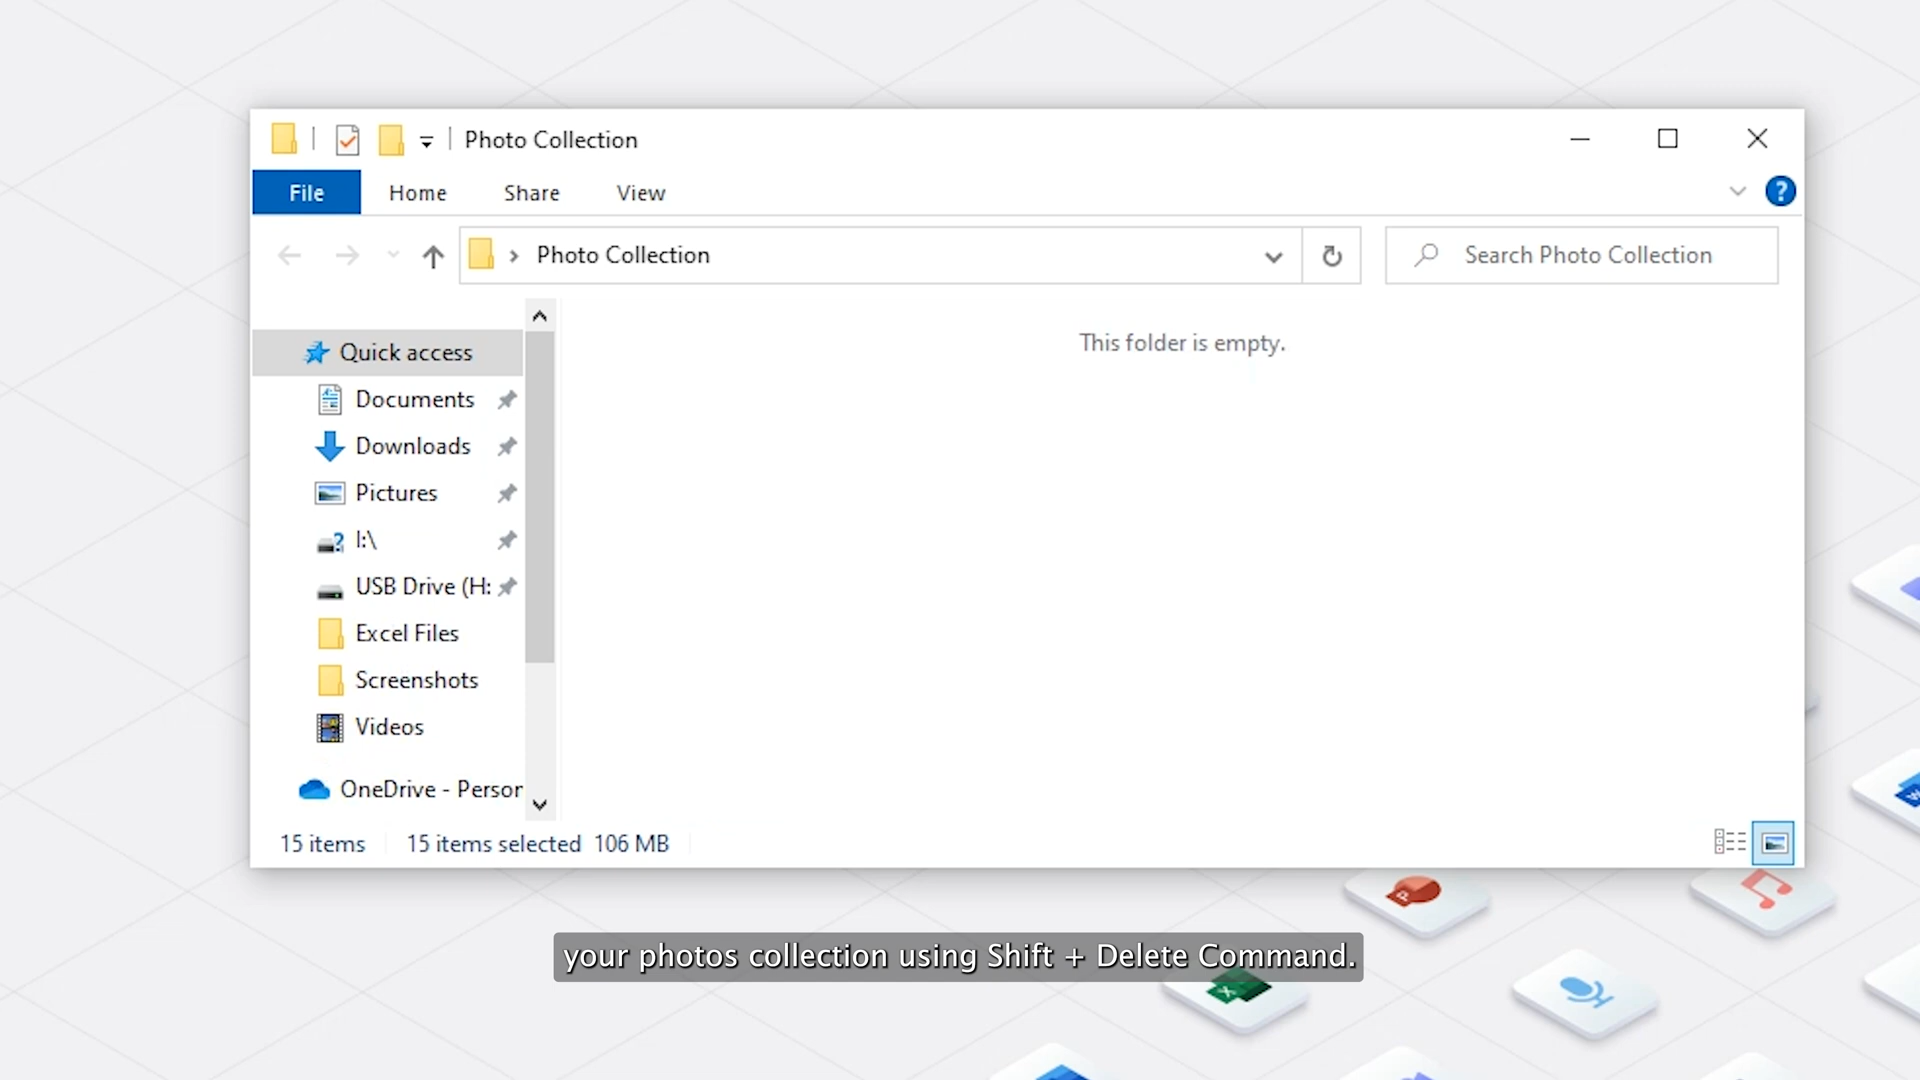 Photo Collection
File Home Share View
Photo Collection
Search Photo Collection
This folder is empty.
Quick access
Documents
Downloads
Pictures
I:\
USB Drive (H:
Excel Files
Screenshots
Videos
OneDrive - Person
15 items 15 items selected 106 MB
your photos collection using Shift + Delete Command.